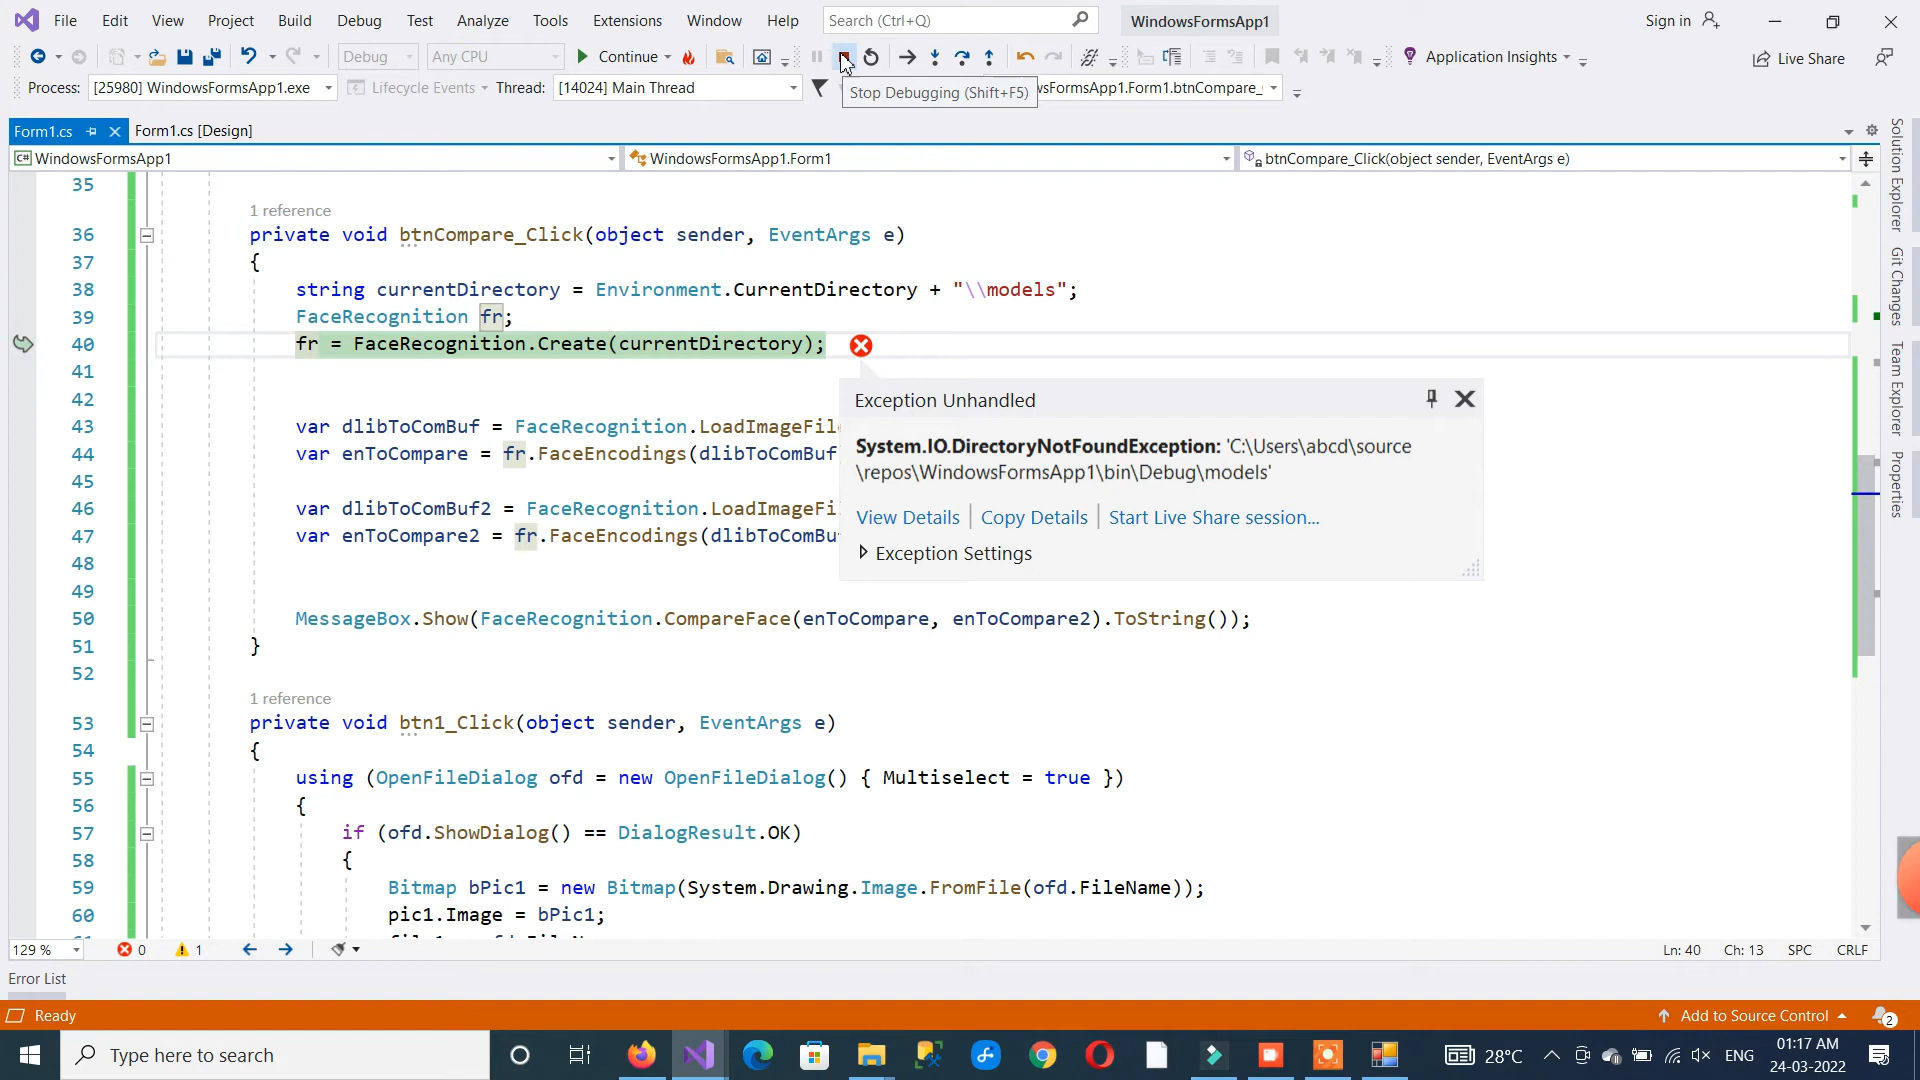 File Edit View Project Build Debug Test Analyze Tools Extensions Window Help Search (Ctrl+Q) WindowsFormsApp1 Sign in
Debug Any CPU Continue Application Insights Live Share
Process: [25980] WindowsFormsApp1.exe Lifecycle Events Thread: [14024] Main Thread wsFormsApp1.Form1.btnCompare_
Stop Debugging (Shift+F5)
Form1.cs Form1.cs [Design]
C# WindowsFormsApp1 WindowsFormsApp1.Form1 btnCompare_Click(object sender, EventArgs e)
35
1 reference
36 private void btnCompare_Click(object sender, EventArgs e)
37 {
38 string currentDirectory = Environment.CurrentDirectory + "\\models";
39 FaceRecognition fr;
40 fr = FaceRecognition.Create(currentDirectory);
41
42
43 var dlibToComBuf = FaceRecognition.LoadImageFil
44 var enToCompare = fr.FaceEncodings(dlibToComBuf
45
46 var dlibToComBuf2 = FaceRecognition.LoadImageFi
47 var enToCompare2 = fr.FaceEncodings(dlibToComBu
48
49
50 MessageBox.Show(FaceRecognition.CompareFace(enToCompare, enToCompare2).ToString());
51 }
52
1 reference
53 private void btn1_Click(object sender, EventArgs e)
54 {
55 using (OpenFileDialog ofd = new OpenFileDialog() { Multiselect = true })
56 {
57 if (ofd.ShowDialog() == DialogResult.OK)
58 {
59 Bitmap bPic1 = new Bitmap(System.Drawing.Image.FromFile(ofd.FileName));
60 pic1.Image = bPic1;
Exception Unhandled
System.IO.DirectoryNotFoundException: 'C:\Users\abcd\source
\repos\WindowsFormsApp1\bin\Debug\models'
View Details Copy Details Start Live Share session...
Exception Settings
Solution Explorer
Git Changes
Team Explorer
Properties
129 % 0 1 Ln: 40 Ch: 13 SPC CRLF
Error List
Ready Add to Source Control 2
Type here to search 28°C ENG 01:17 AM
24-03-2022